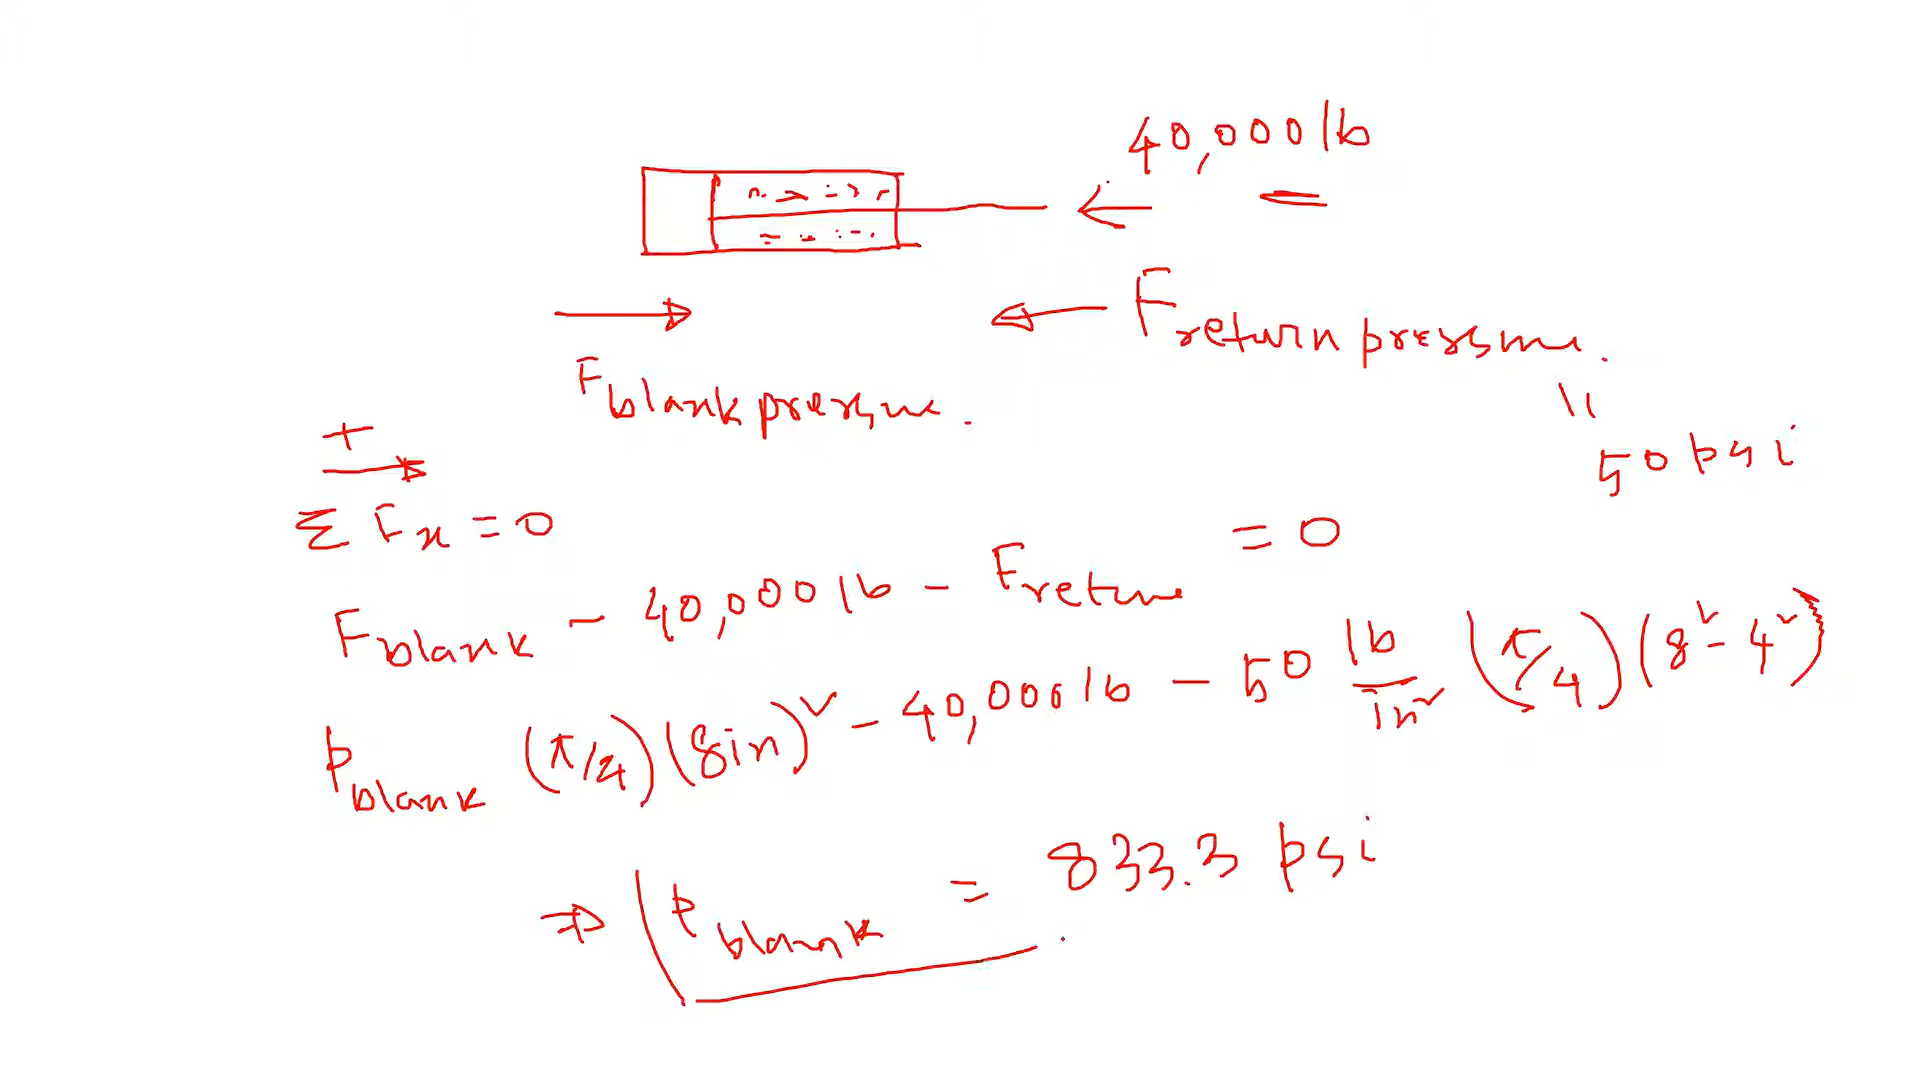 40,000 lb
F return pressure.
F blank pressure.
||
50 psi
+
Σ Fx = 0
F blank - 40,000 lb - F return = 0
P blank (π/4) (8in)² - 40,000 lb - 50 lb/in² (π/4) (8² - 4²)
⇒ P blank = 833.3 psi